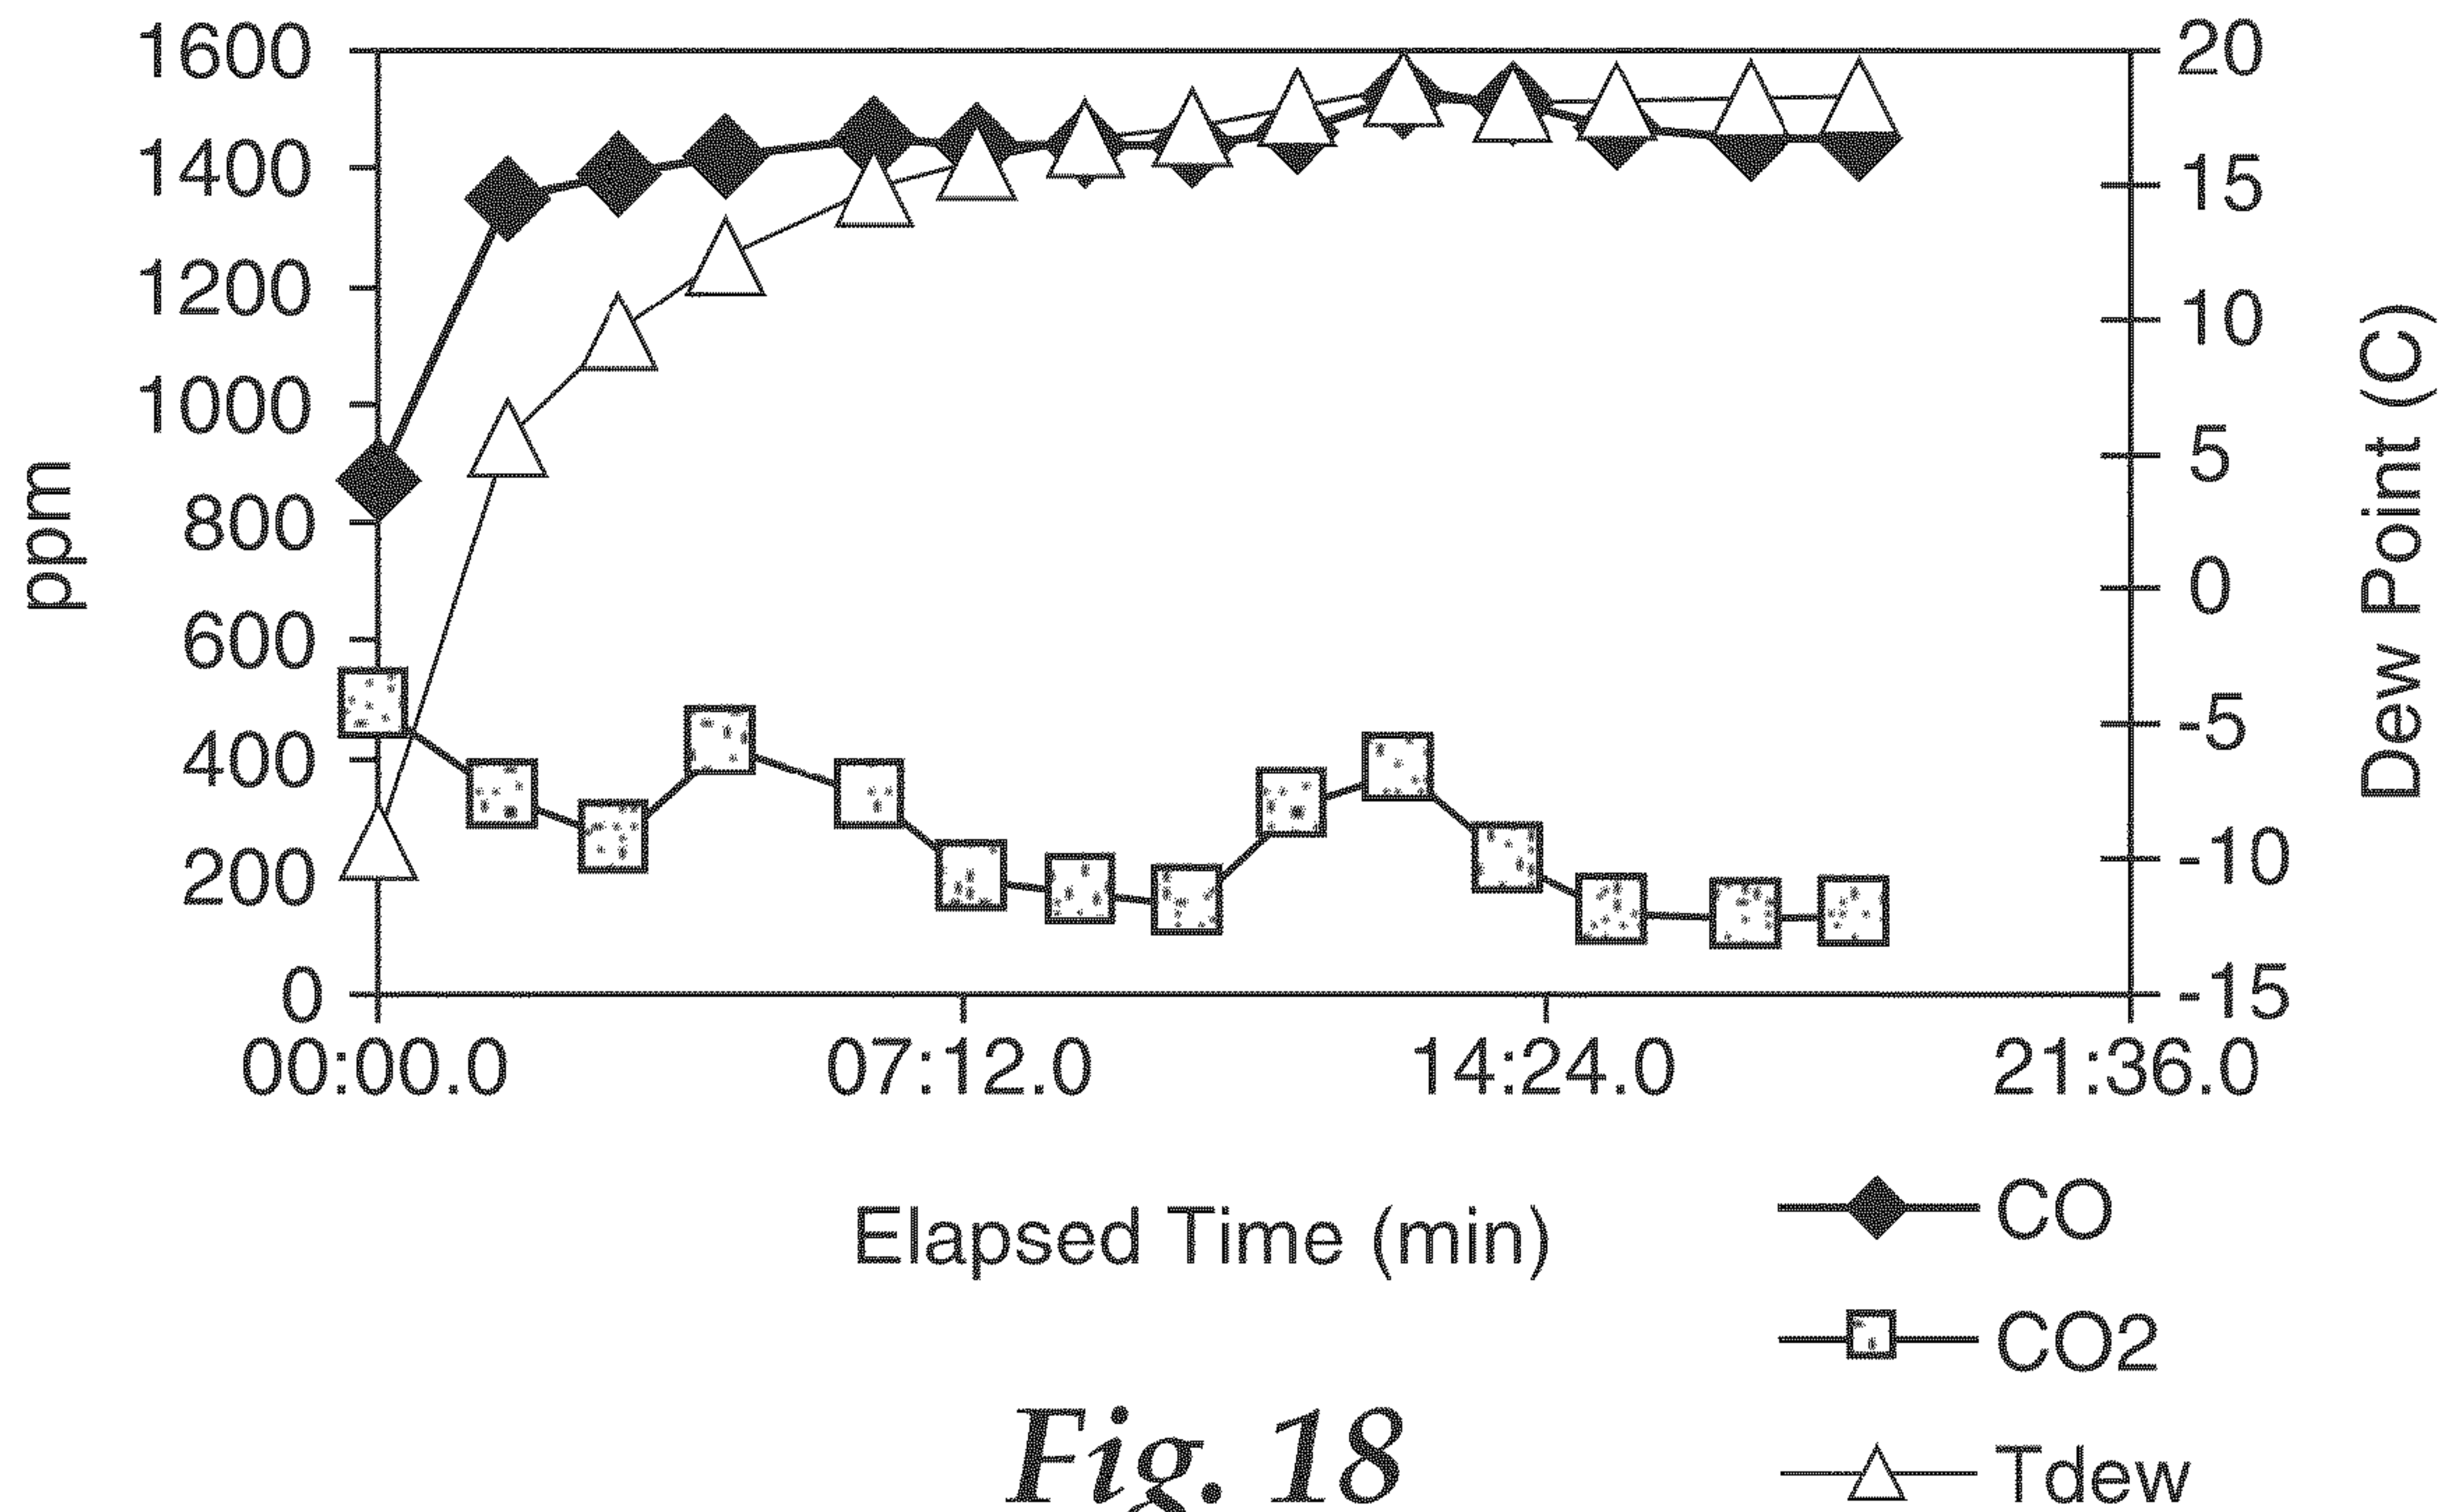 1600
1400
1200
1000
800
600
400
200
0
ppm
20
15
10
5
0
-5
-10
-15
Dew Point (C)
00:00.0 07:12.0 14:24.0 21:36.0
Elapsed Time (min)
CO
CO2
Tdew
Fig. 18